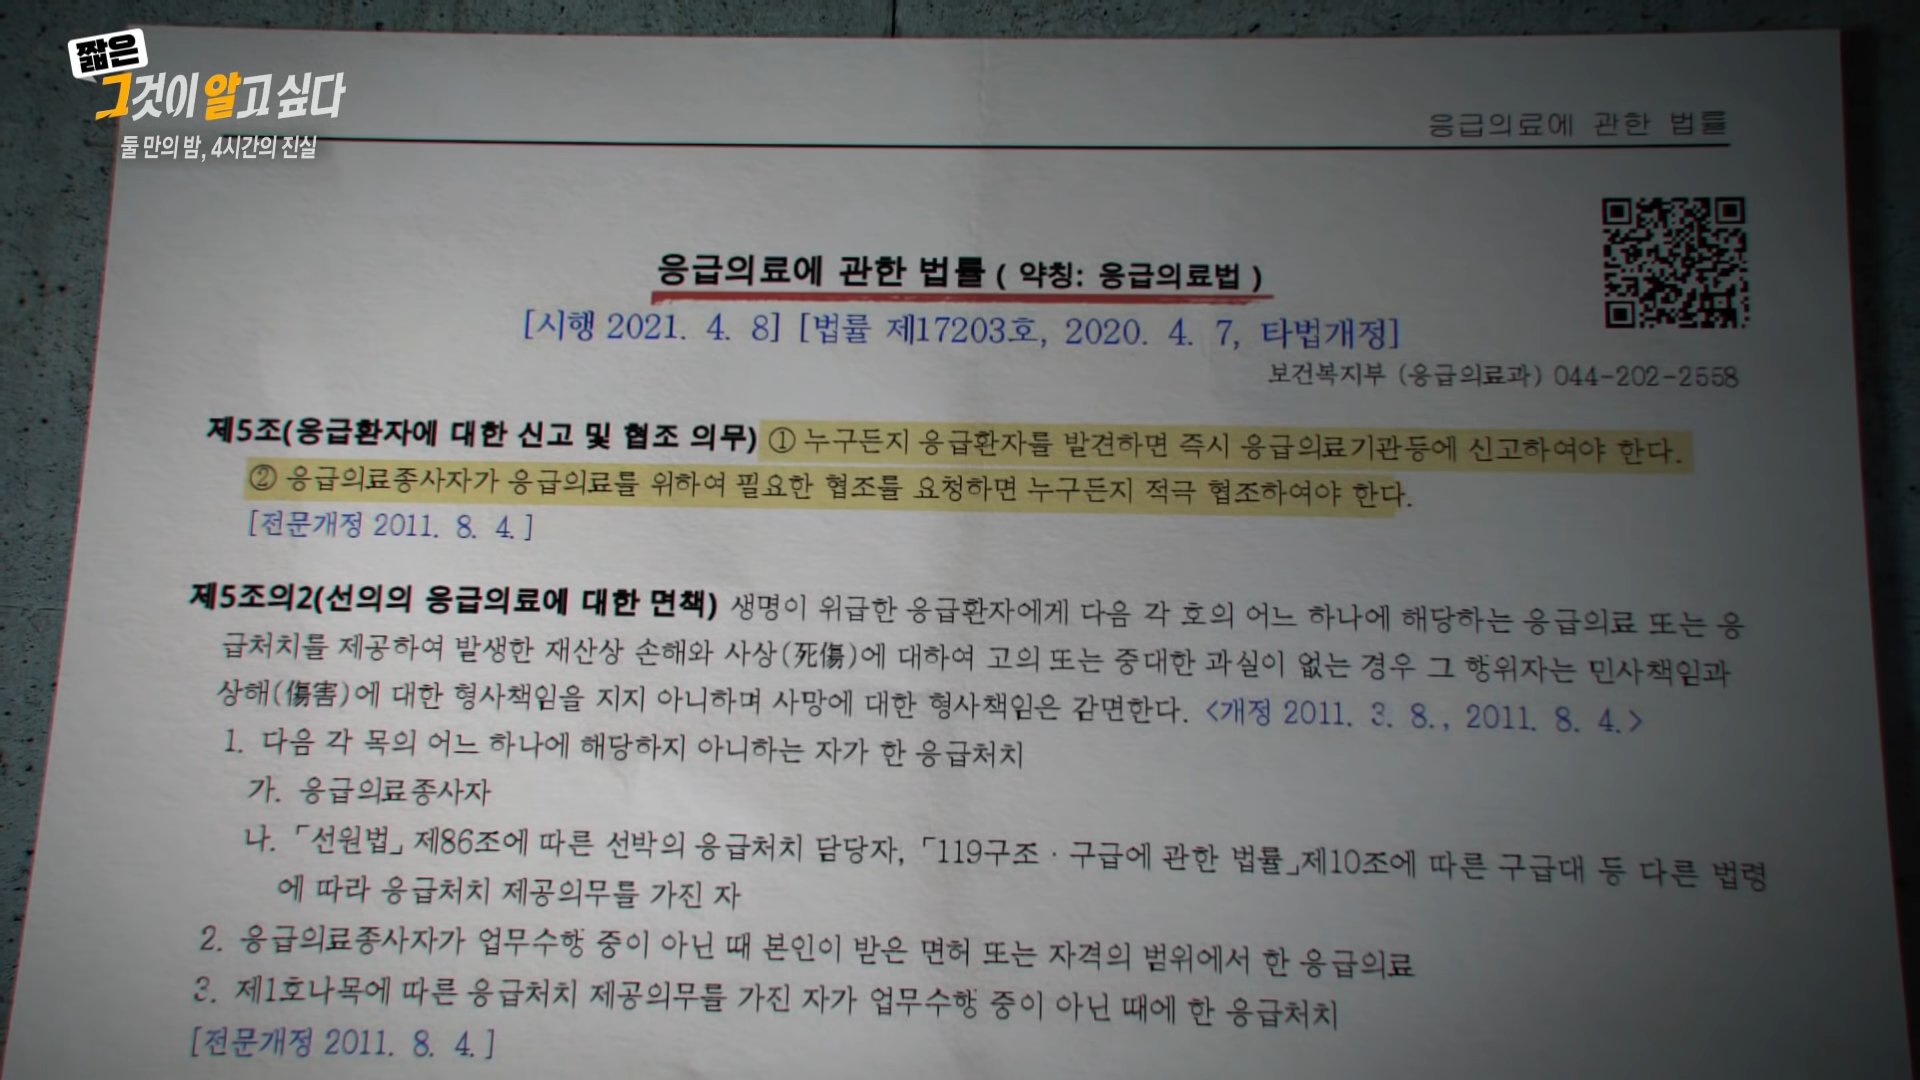 짧은
그것이 알고 싶다
둘 만의 밤, 4시간의 진실
응급의료에 관한 법률
응급의료에 관한 법률 ( 약칭: 응급의료법 )
[시행 2021. 4. 8] [법률 제17203호, 2020. 4. 7, 타법개정]
보건복지부 (응급의료과) 044-202-2558
제5조(응급환자에 대한 신고 및 협조 의무) ① 누구든지 응급환자를 발견하면 즉시 응급의료기관등에 신고하여야 한다.
② 응급의료종사자가 응급의료를 위하여 필요한 협조를 요청하면 누구든지 적극 협조하여야 한다.
[전문개정 2011. 8. 4.]
제5조의2(선의의 응급의료에 대한 면책) 생명이 위급한 응급환자에게 다음 각 호의 어느 하나에 해당하는 응급의료 또는 응
급처치를 제공하여 발생한 재산상 손해와 사상(死傷)에 대하여 고의 또는 중대한 과실이 없는 경우 그 행위자는 민사책임과
상해(傷害)에 대한 형사책임을 지지 아니하며 사망에 대한 형사책임은 감면한다. <개정 2011. 3. 8., 2011. 8. 4.>
1. 다음 각 목의 어느 하나에 해당하지 아니하는 자가 한 응급처치
가. 응급의료종사자
나. 「선원법」 제86조에 따른 선박의 응급처치 담당자, 「119구조ㆍ구급에 관한 법률」제10조에 따른 구급대 등 다른 법령
에 따라 응급처치 제공의무를 가진 자
2. 응급의료종사자가 업무수행 중이 아닌 때 본인이 받은 면허 또는 자격의 범위에서 한 응급의료
3. 제1호나목에 따른 응급처치 제공의무를 가진 자가 업무수행 중이 아닌 때에 한 응급처치
[전문개정 2011. 8. 4.]